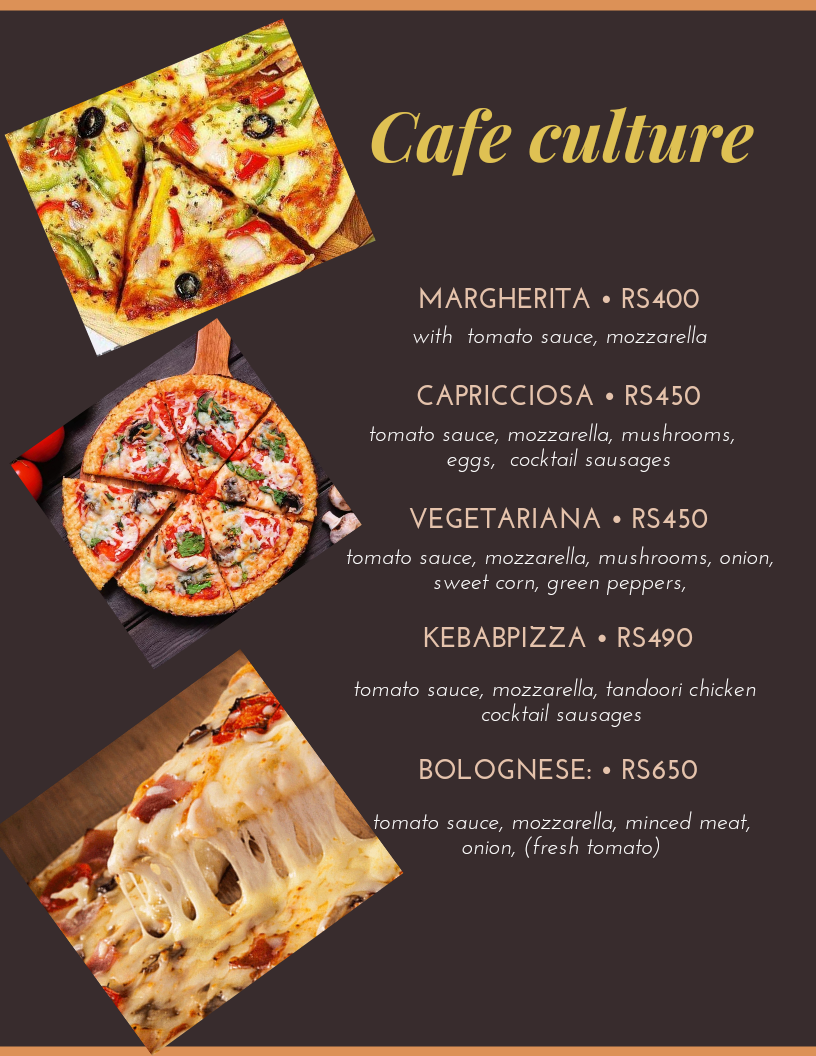 Cafe culture
MARGHERITA • RS400
with tomato sauce, mozzarella
CAPRICCIOSA • RS450
tomato sauce, mozzarella, mushrooms,
eggs, cocktail sausages
VEGETARIANA • RS450
tomato sauce, mozzarella, mushrooms, onion,
sweet corn, green peppers,
KEBABPIZZA • RS490
tomato sauce, mozzarella, tandoori chicken
cocktail sausages
BOLOGNESE: • RS650
tomato sauce, mozzarella, minced meat,
onion, (fresh tomato)